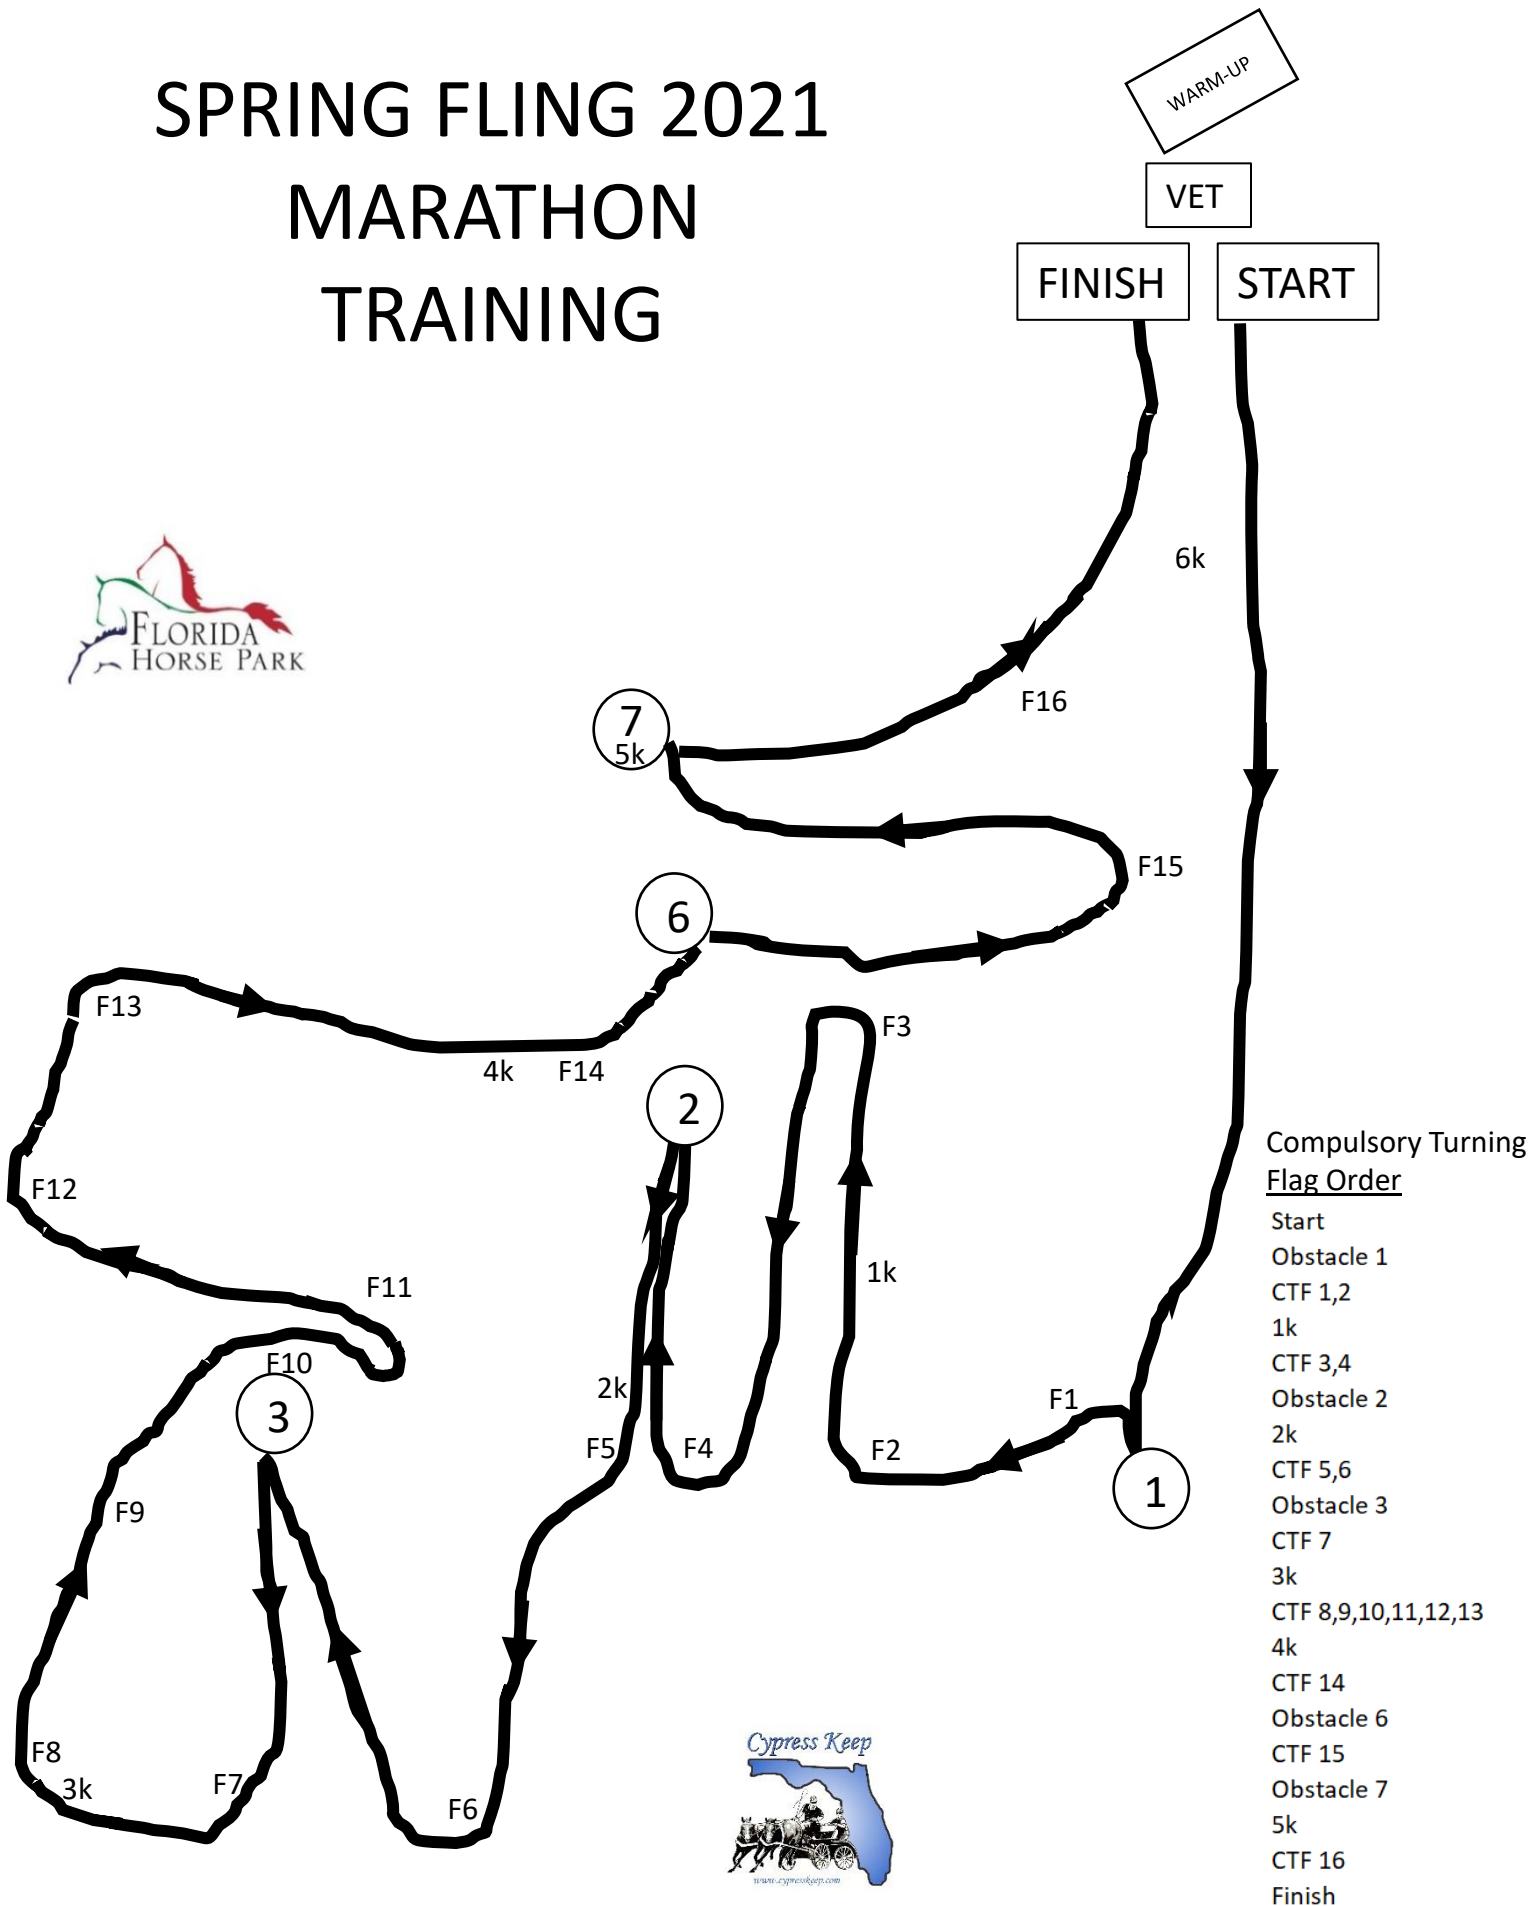 SPRING FLING 2021
MARATHON
TRAINING
WARM-UP
VET
FINISH
START
6k
FLORIDA
HORSE PARK
F16
7
5k
F15
6
F13
F3
4k
F14
2
Compulsory Turning
Flag Order
F12
Start
Obstacle 1
1k
F11
CTF 1,2
1k
F10
CTF 3,4
2k
F1
Obstacle 2
3
2k
F5
F4
F2
CTF 5,6
1
Obstacle 3
F9
CTF 7
3k
CTF 8,9,10,11,12,13
4k
CTF 14
Obstacle 6
Cypress Keep
F8
CTF 15
3k
F7
Obstacle 7
F6
5k
CTF 16
www.cypresskeep.com
Finish